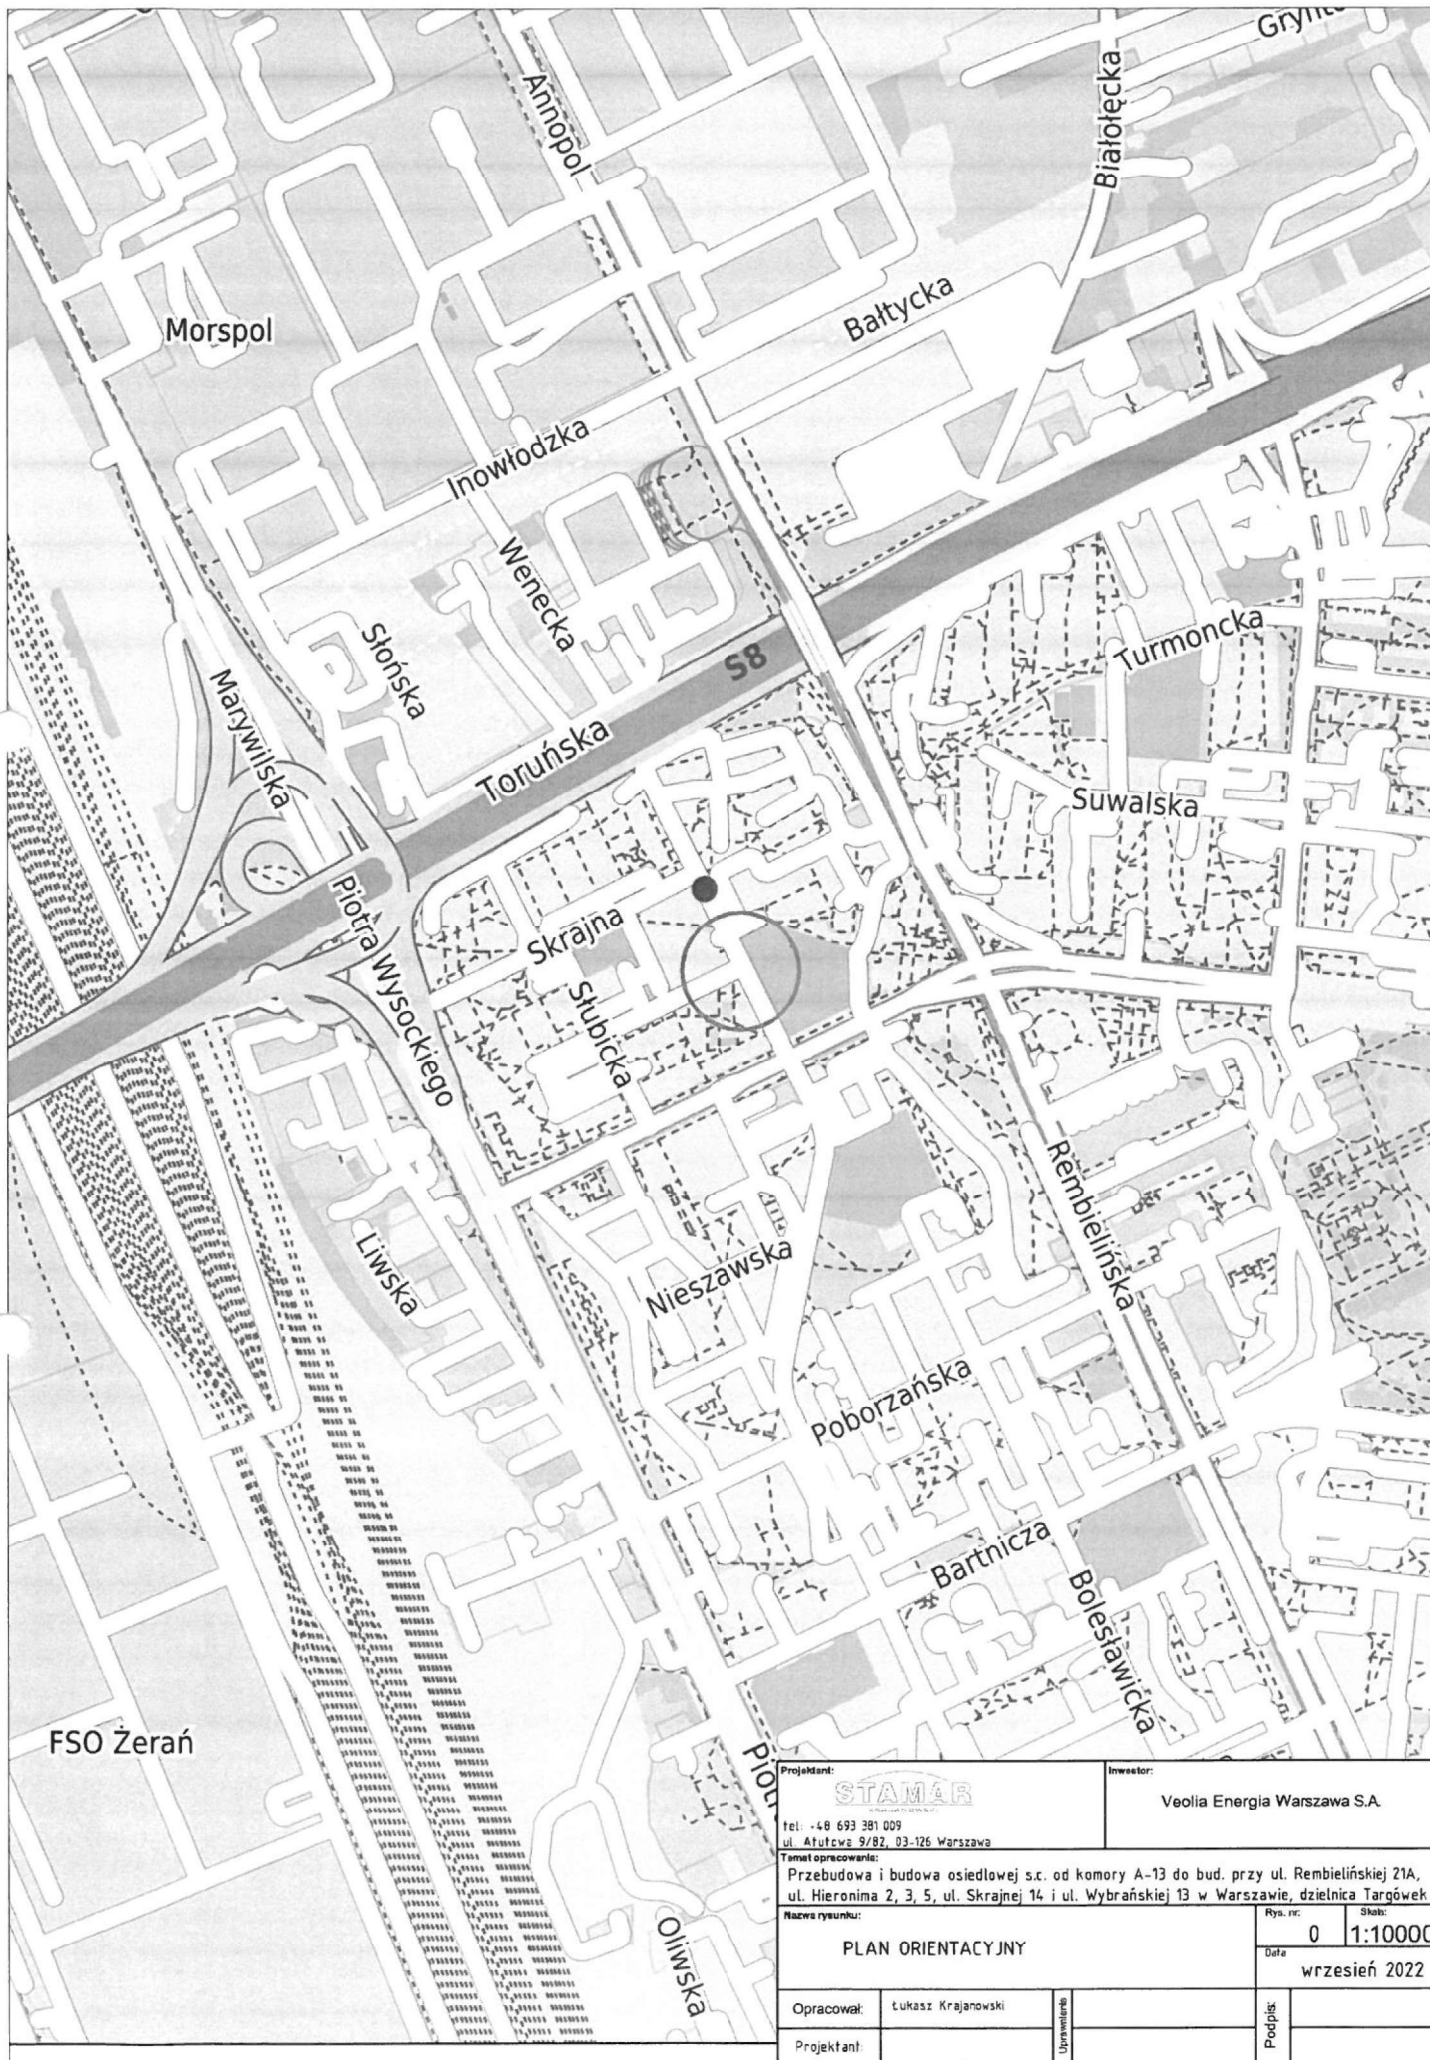 Annopol
Białołęcka
Bałtycka
Morspol
Inowłodzka
Wenecka
Słońska
S8
Turmoncka
Marywilska
Toruńska
Suwalska
Piotra Wysockiego
Skrajna
Słubicka
Rembielińska
Liwska
Nieszawska
Poborzańska
Bartnicza
Bolesławicka
FSO Żerań
Oliwska
Projektant:
STAMAR
tel: +48 693 381 009
ul. Atutowa 9/82, 03-126 Warszawa
Inwestor:
Veolia Energia Warszawa S.A.
Temat opracowania:
Przebudowa i budowa osiedlowej s.c. od komory A-13 do bud. przy ul. Rembielińskiej 21A,
ul. Hieronima 2, 3, 5, ul. Skrajnej 14 i ul. Wybrańskiej 13 w Warszawie, dzielnica Targówek
Nazwa rysunku:
PLAN ORIENTACYJNY
Rys. nr:
0
Skala:
1:10000
Data
wrzesień 2022
Opracował:
Łukasz Krajanowski
Uprawnienia
Podpis:
Projektant: